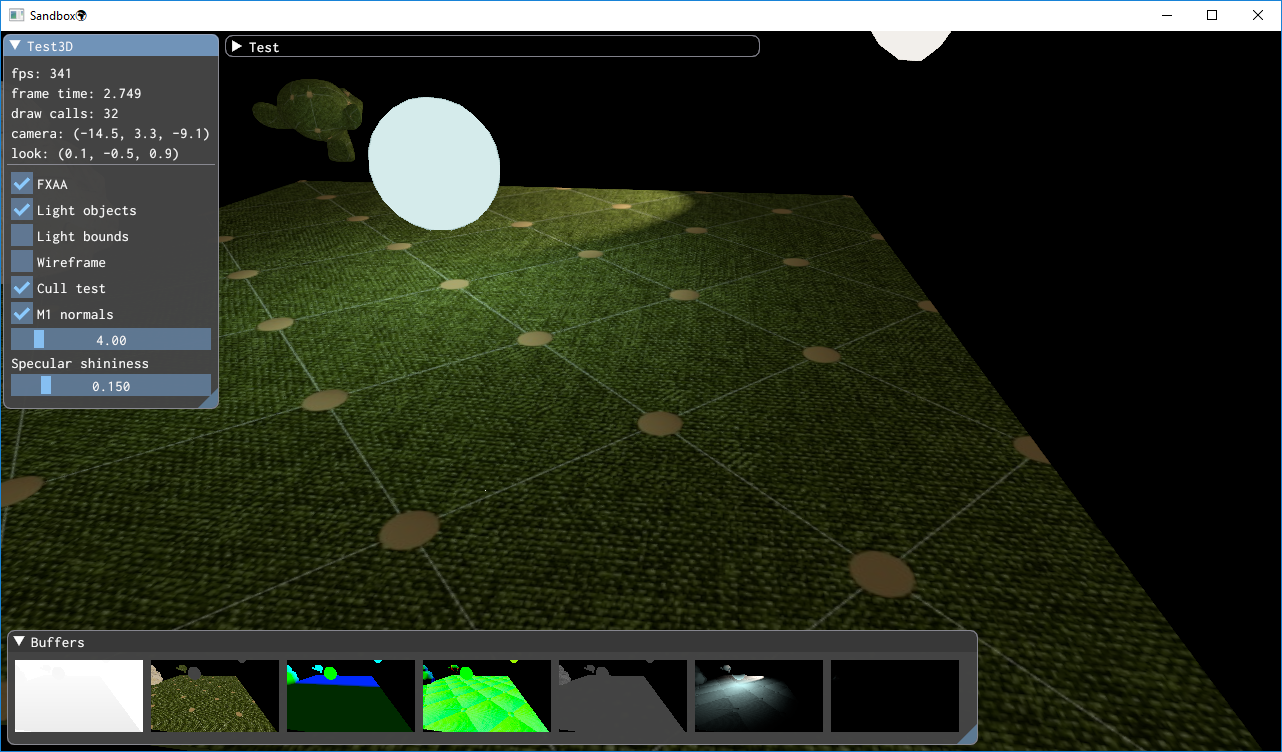 Sandbox
Test3D
Test
fps: 341
frame time: 2.749
draw calls: 32
camera: (-14.5, 3.3, -9.1)
look: (0.1, -0.5, 0.9)
FXAA
Light objects
Light bounds
Wireframe
Cull test
M1 normals
4.00
Specular shininess
0.150
Buffers